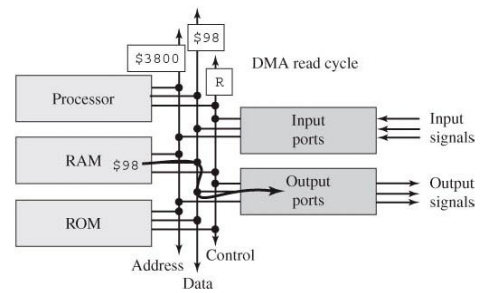 $98
$3800
R
DMA read cycle
Processor
Input
ports
Input
signals
RAM
$98
Output
ports
Output
signals
ROM
Address
Control
Data